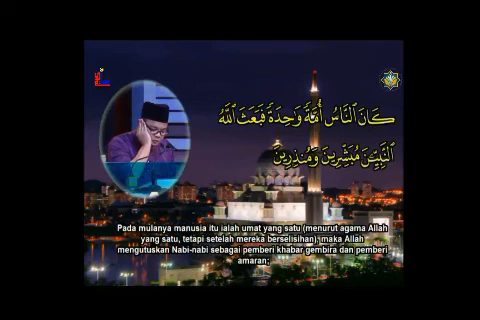 كَانَ ٱلنَّاسُ أُمَّةٗ وَٰحِدَةٗ فَبَعَثَ ٱللَّهُ
ٱلنَّبِيِّـۧنَ مُبَشِّرِينَ وَمُنذِرِينَ
Pada mulanya manusia itu ialah umat yang satu (menurut agama Allah
yang satu, tetapi setelah mereka berselisihan), maka Allah
mengutuskan Nabi-nabi sebagai pemberi khabar gembira dan pemberi
amaran;